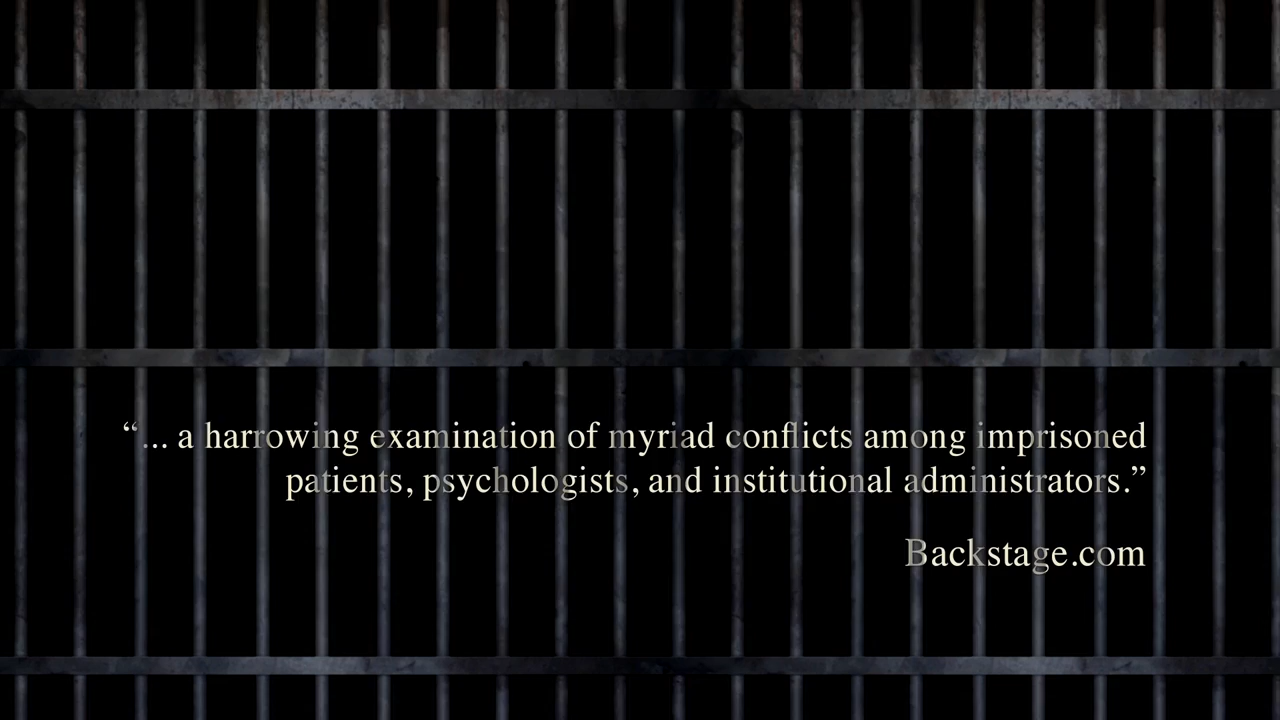 “... a harrowing examination of myriad conflicts among imprisoned
patients, psychologists, and institutional administrators.”
Backstage.com